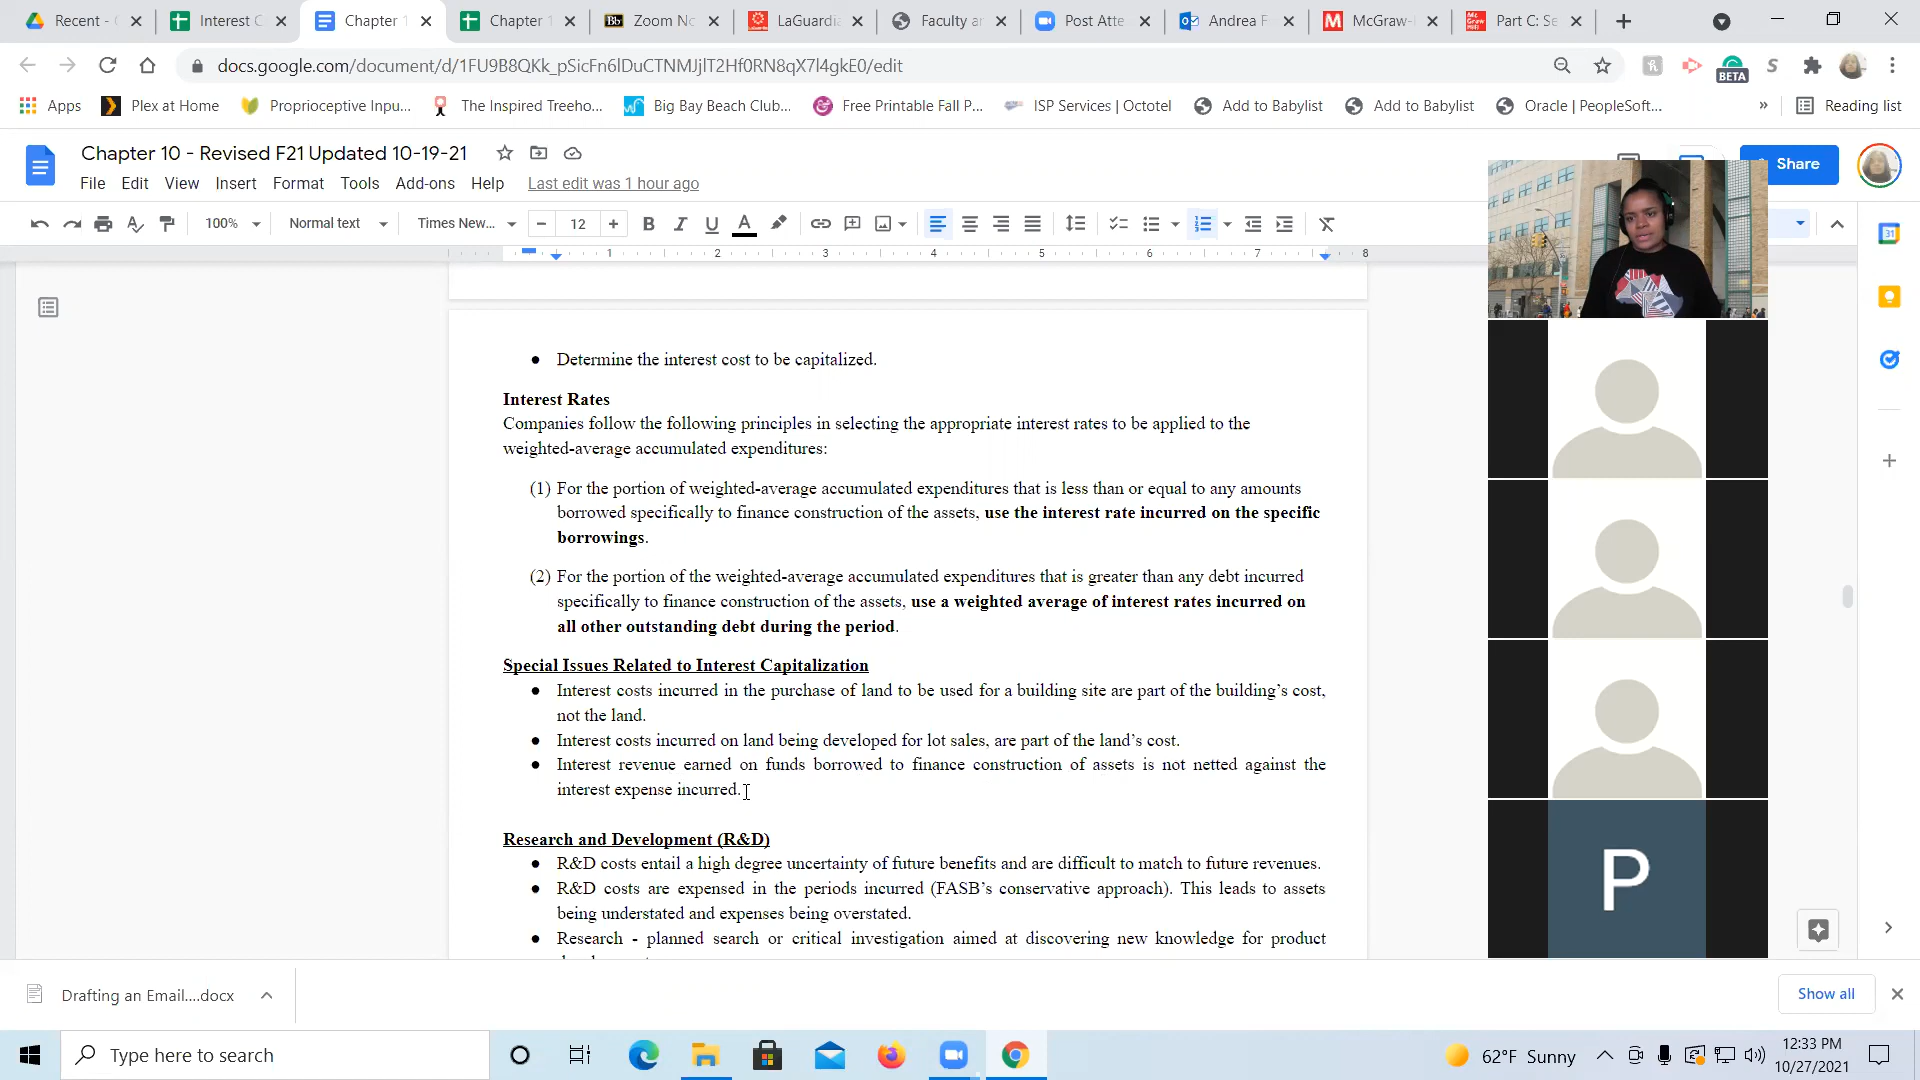 Recent -
Interest C
Chapter 1
Chapter 1
Bb Zoom No
LaGuardia
Faculty a
Post Atte
Andrea F
McGraw-
Part C: Se
docs.google.com/document/d/1FU9B8QKk_pSicFn6lDuCTNMJjlT2Hf0RN8qX7l4gkE0/edit
BETA
Apps
Plex at Home
Proprioceptive Inpu...
The Inspired Treeho...
Big Bay Beach Club...
Free Printable Fall P...
ISP Services | Octotel
Add to Babylist
Add to Babylist
Oracle | PeopleSoft...
»
Reading list
Chapter 10 - Revised F21 Updated 10-19-21
Share
File Edit View Insert Format Tools Add-ons Help Last edit was 1 hour ago
100% Normal text Times New... − 12 + B I U A
1 2 3 4 5 6 7 8
31
● Determine the interest cost to be capitalized.
Interest Rates
Companies follow the following principles in selecting the appropriate interest rates to be applied to the
weighted-average accumulated expenditures:
(1) For the portion of weighted-average accumulated expenditures that is less than or equal to any amounts
borrowed specifically to finance construction of the assets, use the interest rate incurred on the specific
borrowings.
(2) For the portion of the weighted-average accumulated expenditures that is greater than any debt incurred
specifically to finance construction of the assets, use a weighted average of interest rates incurred on
all other outstanding debt during the period.
Special Issues Related to Interest Capitalization
● Interest costs incurred in the purchase of land to be used for a building site are part of the building's cost,
not the land.
● Interest costs incurred on land being developed for lot sales, are part of the land's cost.
● Interest revenue earned on funds borrowed to finance construction of assets is not netted against the
interest expense incurred.
Research and Development (R&D)
● R&D costs entail a high degree uncertainty of future benefits and are difficult to match to future revenues.
● R&D costs are expensed in the periods incurred (FASB's conservative approach). This leads to assets
being understated and expenses being overstated.
● Research - planned search or critical investigation aimed at discovering new knowledge for product
P
Drafting an Email....docx
Show all
Type here to search
62°F Sunny
12:33 PM
10/27/2021